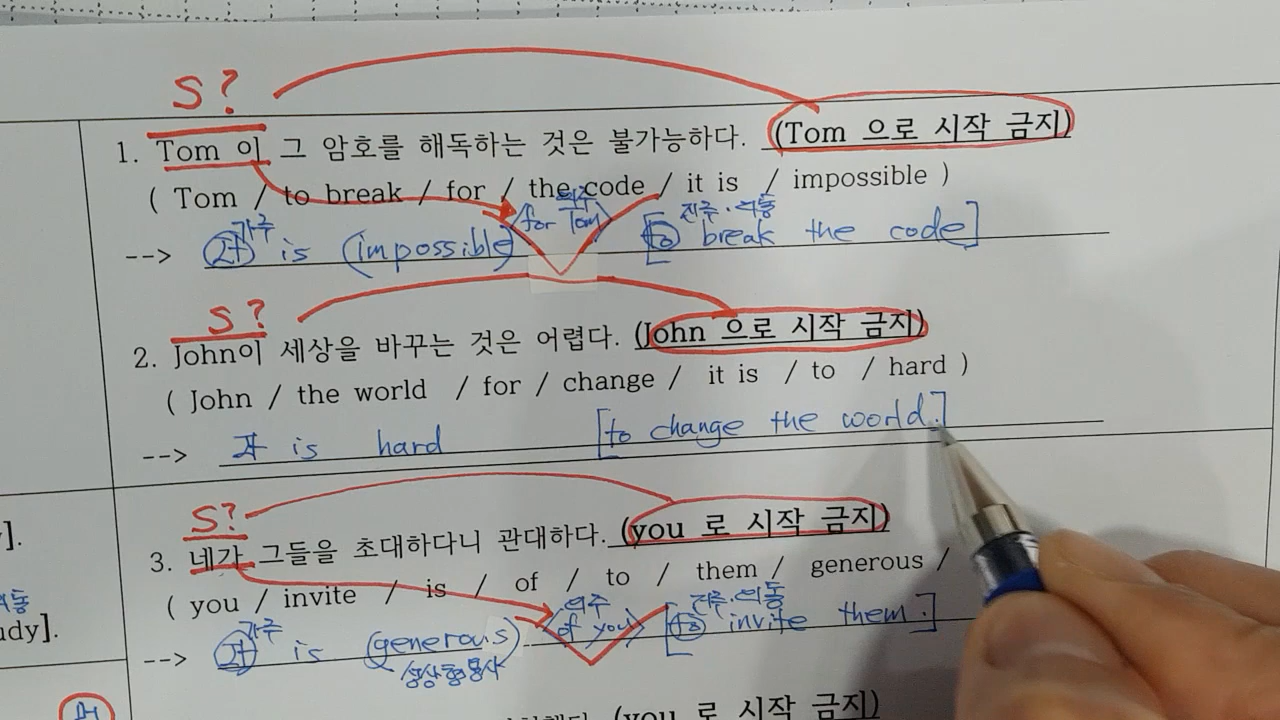 S?
1. Tom 이 그 암호를 해독하는 것은 불가능하다. (Tom 으로 시작 금지)
( Tom / to break / for / the code / it is / impossible )
가주 의주 진주·의동
--> It is (impossible) <for Tom> [to break the code]
S?
2. John이 세상을 바꾸는 것은 어렵다. (John 으로 시작 금지)
( John / the world / for / change / it is / to / hard )
--> It is hard [to change the world.]
S?
3. 네가 그들을 초대하다니 관대하다. (you 로 시작 금지)
( you / invite / is / of / to / them / generous /
가주 의주 진주·의동
--> It is (generous) <of you> [to invite them.]
성상형용사
(you 로 시작 금지)
].
의동
udy].